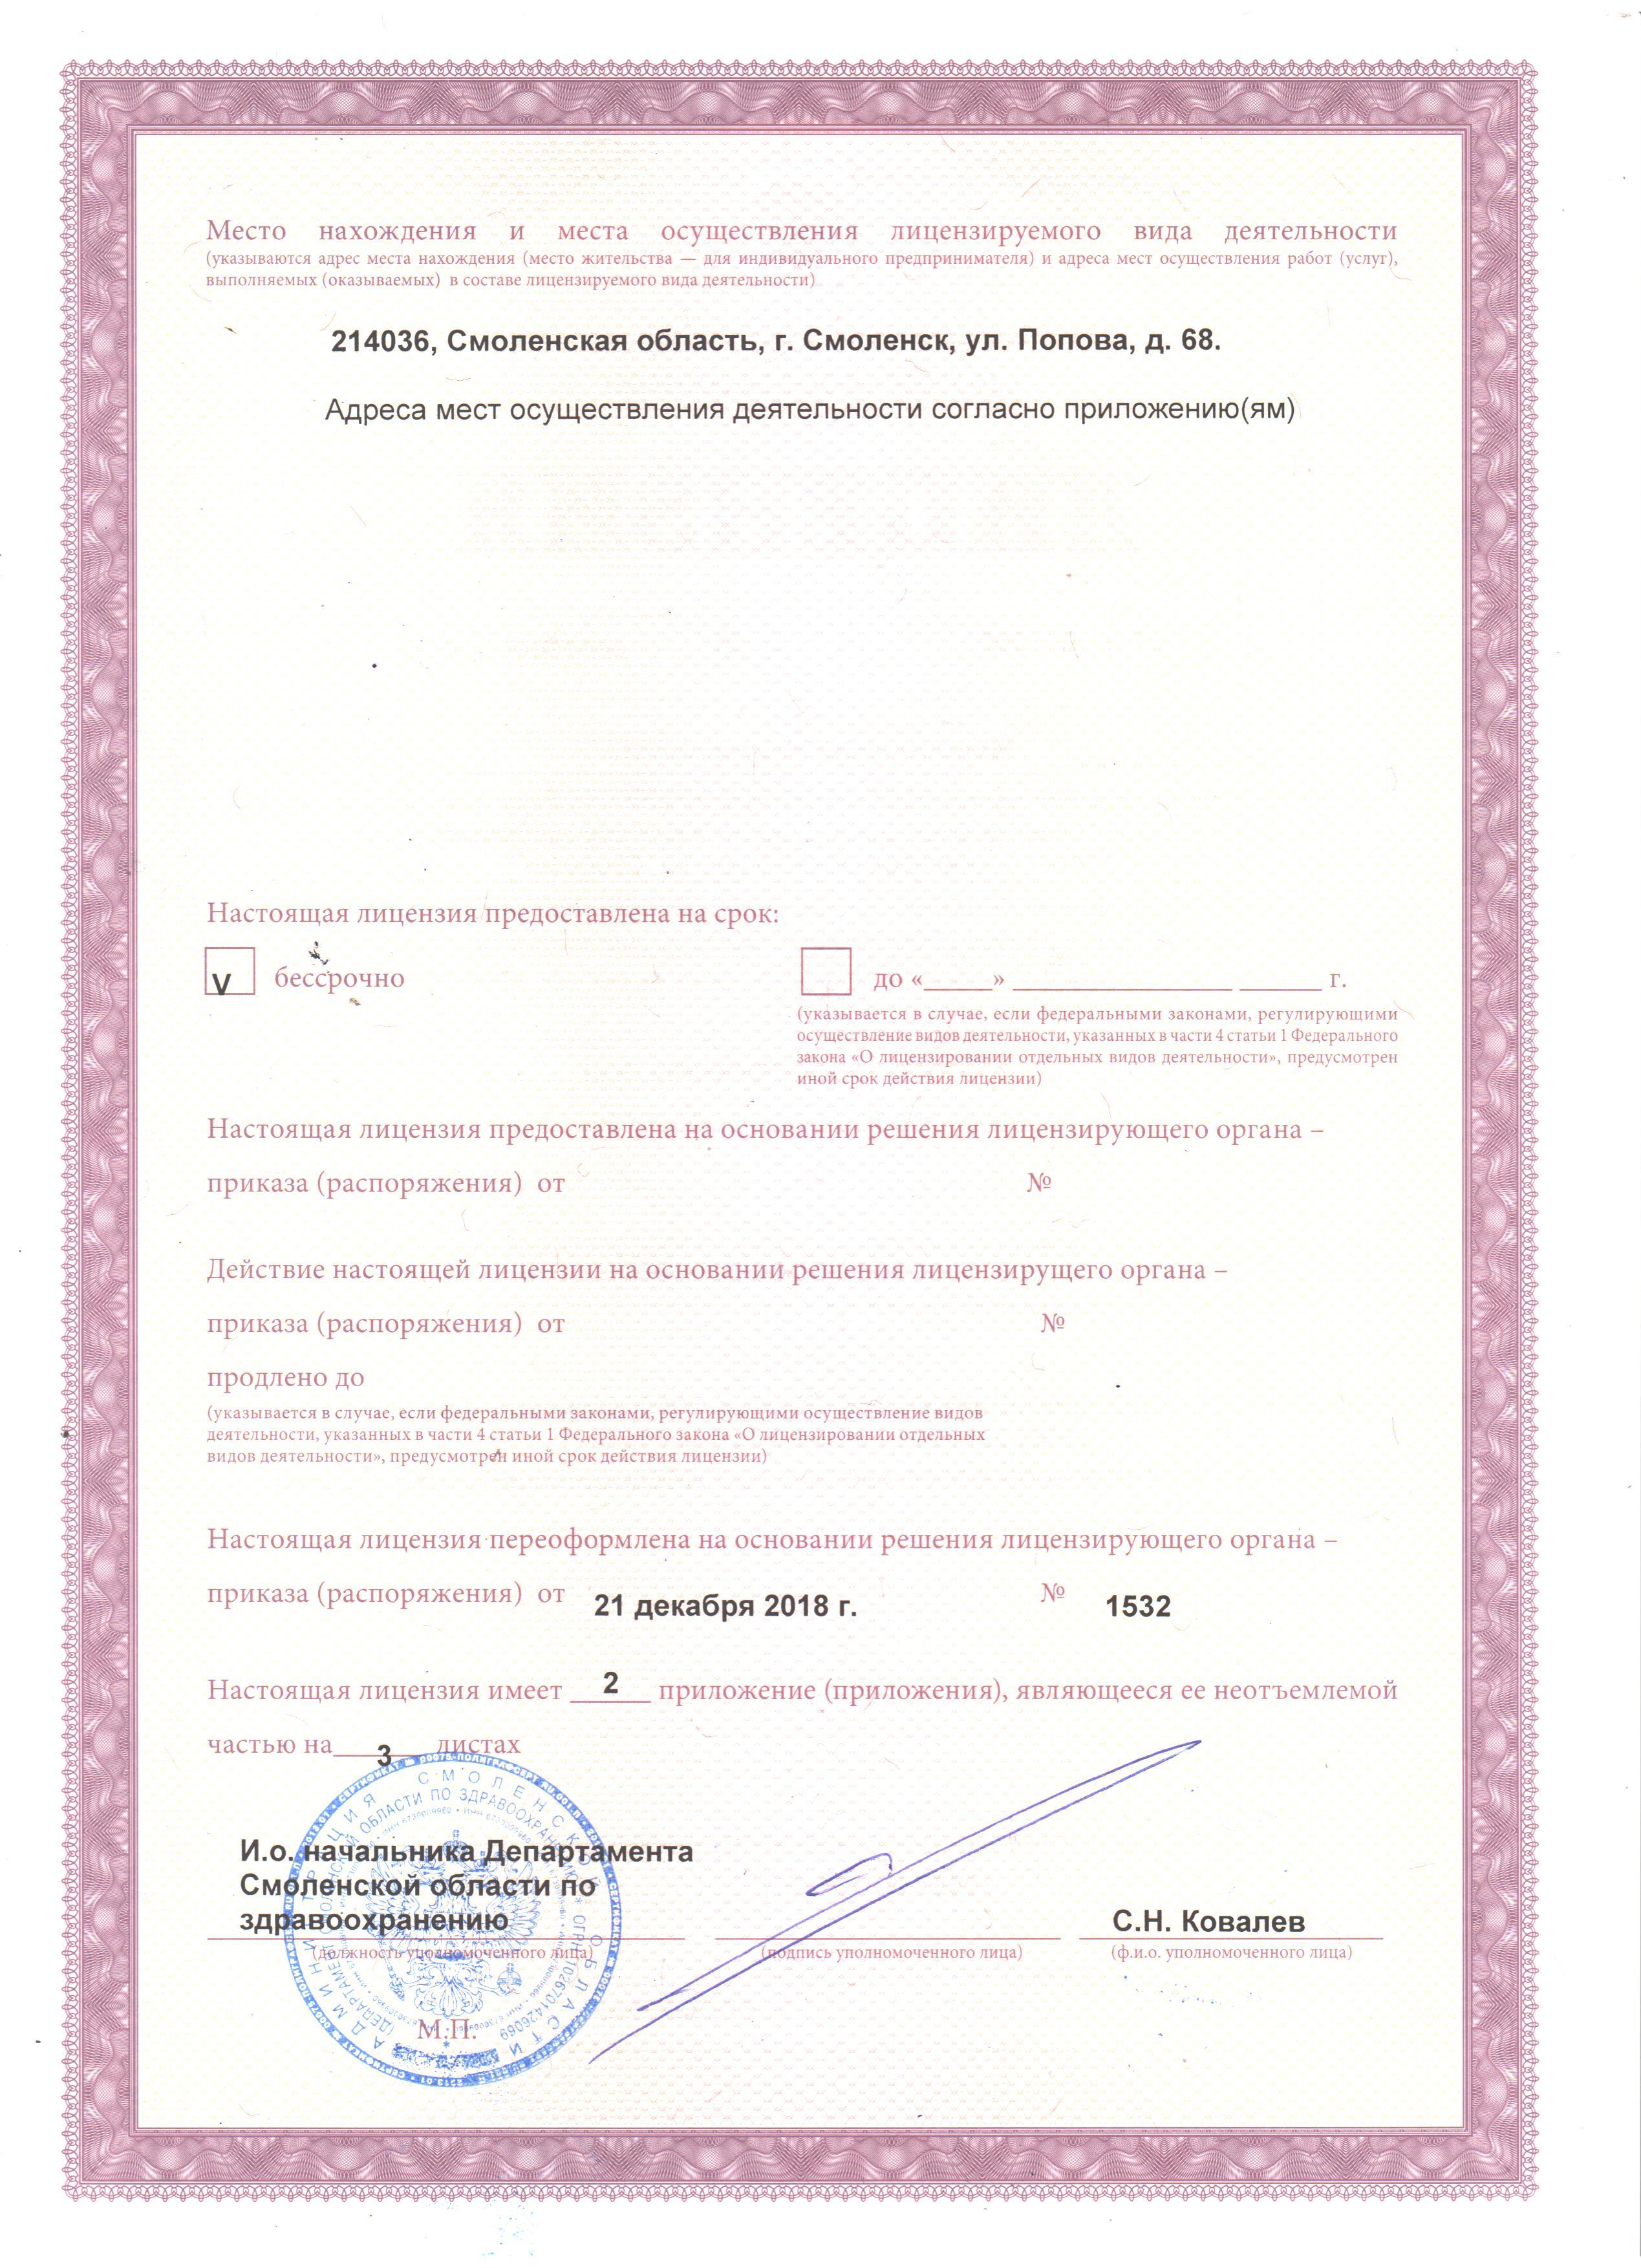 Место нахождения и места осуществления лицензируемого вида деятельности
(указываются адрес места нахождения (место жительства — для индивидуального предпринимателя) и адреса мест осуществления работ (услуг),
выполняемых (оказываемых) в составе лицензируемого вида деятельности)
214036, Смоленская область, г. Смоленск, ул. Попова, д. 68.
Адреса мест осуществления деятельности согласно приложению(ям)
Настоящая лицензия предоставлена на срок:
V бессрочно
до «_____» ________________ ______ г.
(указывается в случае, если федеральными законами, регулирующими
осуществление видов деятельности, указанных в части 4 статьи 1 Федерального
закона «О лицензировании отдельных видов деятельности», предусмотрен
иной срок действия лицензии)
Настоящая лицензия предоставлена на основании решения лицензирующего органа –
приказа (распоряжения) от №
Действие настоящей лицензии на основании решения лицензирущего органа –
приказа (распоряжения) от №
продлено до
(указывается в случае, если федеральными законами, регулирующими осуществление видов
деятельности, указанных в части 4 статьи 1 Федерального закона «О лицензировании отдельных
видов деятельности», предусмотрен иной срок действия лицензии)
Настоящая лицензия переоформлена на основании решения лицензирующего органа –
приказа (распоряжения) от 21 декабря 2018 г. № 1532
Настоящая лицензия имеет 2 приложение (приложения), являющееся ее неотъемлемой
частью на 3 листах
И.о. начальника Департамента
Смоленской области по
здравоохранению
С.Н. Ковалев
(должность уполномоченного лица) (подпись уполномоченного лица) (ф.и.о. уполномоченного лица)
М.П.
АДМИНИСТРАЦИЯ СМОЛЕНСКОЙ ОБЛАСТИ
ОГРН 1026701426069